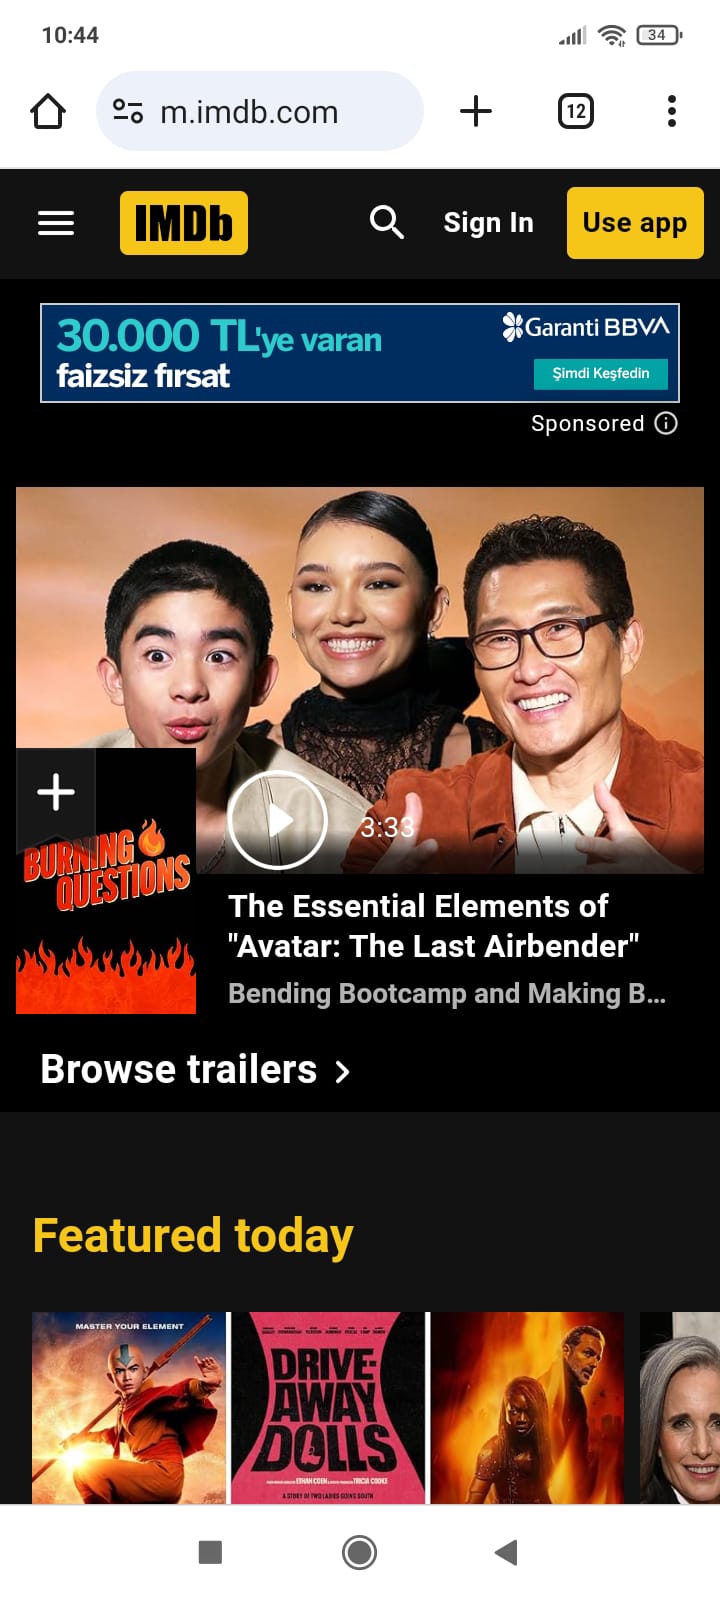 10:44
34
m.imdb.com
12
IMDb
Sign In
Use app
30.000 TL'ye varan
faizsiz fırsat
Garanti BBVA
Şimdi Keşfedin
Sponsored
3:33
BURNING
QUESTIONS
The Essential Elements of
"Avatar: The Last Airbender"
Bending Bootcamp and Making B...
Browse trailers
Featured today
MASTER YOUR ELEMENT
DRIVE-
AWAY
DOLLS
ETHAN COEN
TRICIA COOKE
A STORY OF TWO LADIES GOING SOUTH